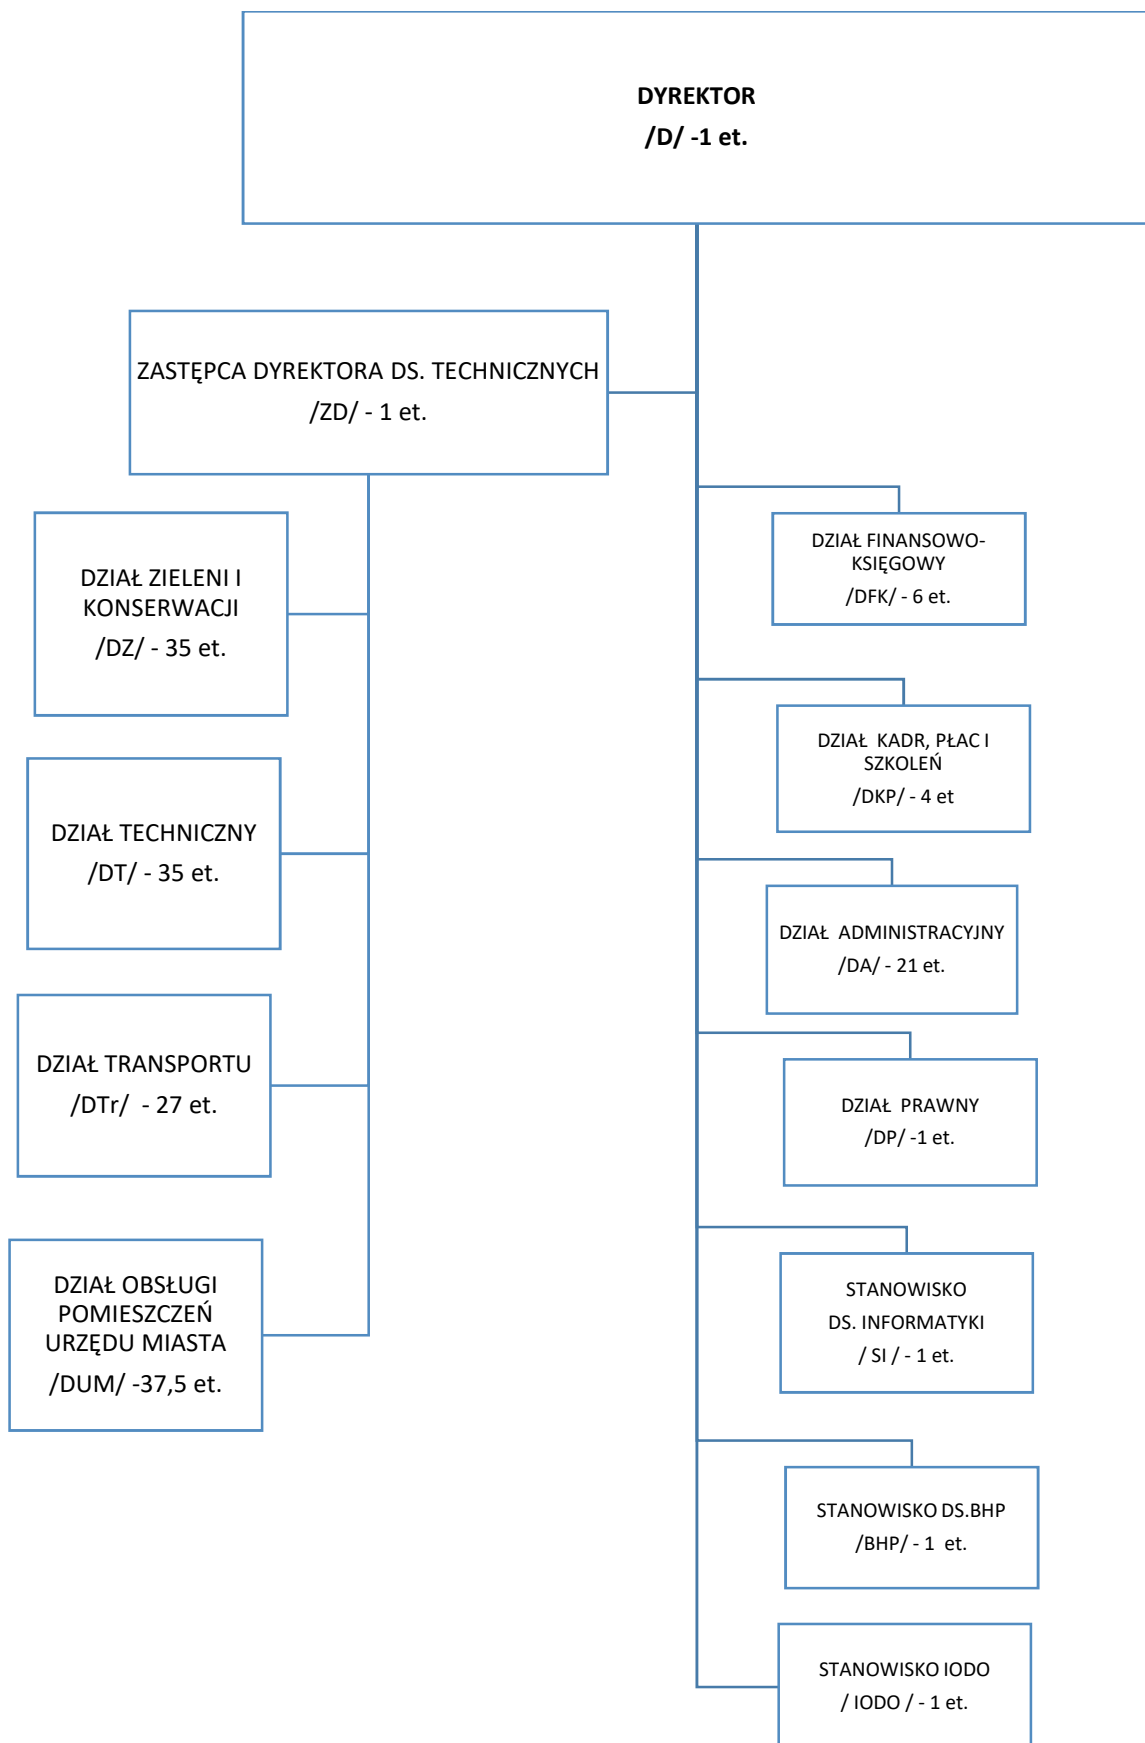 DYREKTOR
/D/ -1 et.
ZASTĘPCA DYREKTORA DS. TECHNICZNYCH
/ZD/ - 1 et.
DZIAŁ ZIELENI I
KONSERWACJI
/DZ/ - 35 et.
DZIAŁ TECHNICZNY
/DT/ - 35 et.
DZIAŁ TRANSPORTU
/DTr/  - 27 et.
DZIAŁ OBSŁUGI
POMIESZCZEŃ
URZĘDU MIASTA
/DUM/ -37,5 et.
DZIAŁ FINANSOWO-
KSIĘGOWY
/DFK/ - 6 et.
DZIAŁ  KADR, PŁAC I
SZKOLEŃ
/DKP/ - 4 et
DZIAŁ  ADMINISTRACYJNY
/DA/ - 21 et.
DZIAŁ  PRAWNY
/DP/ -1 et.
STANOWISKO
DS. INFORMATYKI
/ SI / - 1 et.
STANOWISKO DS.BHP
/BHP/ - 1  et.
STANOWISKO IODO
/ IODO / - 1 et.